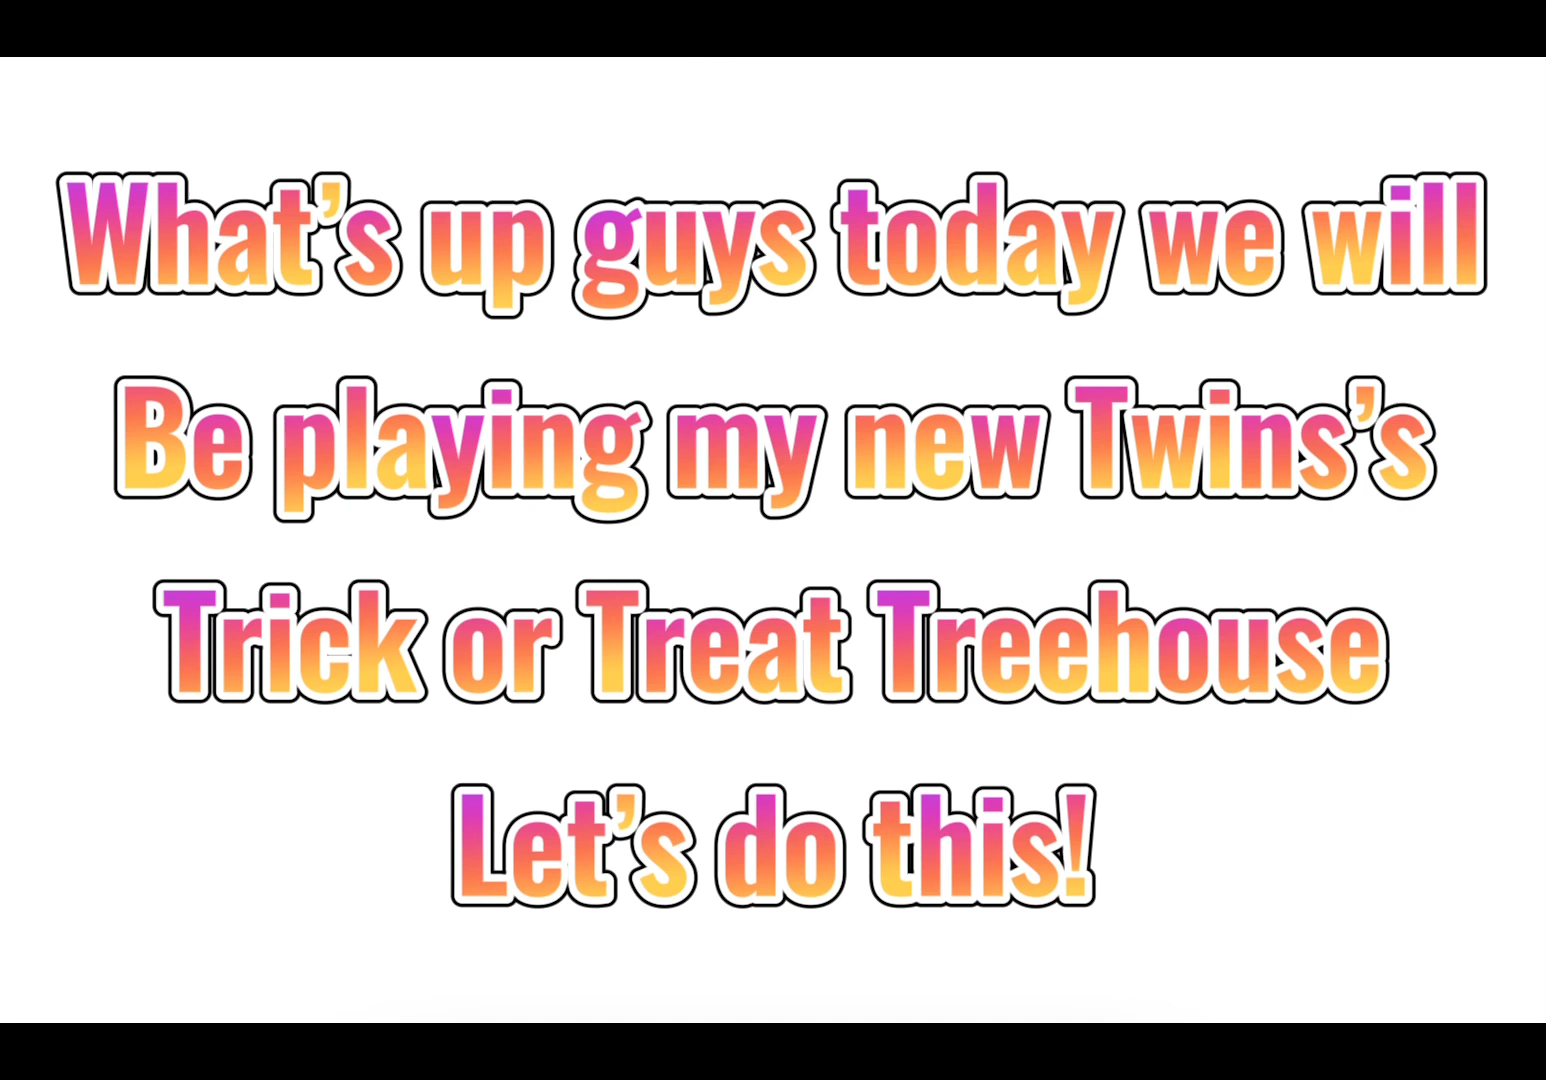 What’s up guys today we will
Be playing my new Twins’s
Trick or Treat Treehouse
Let’s do this!